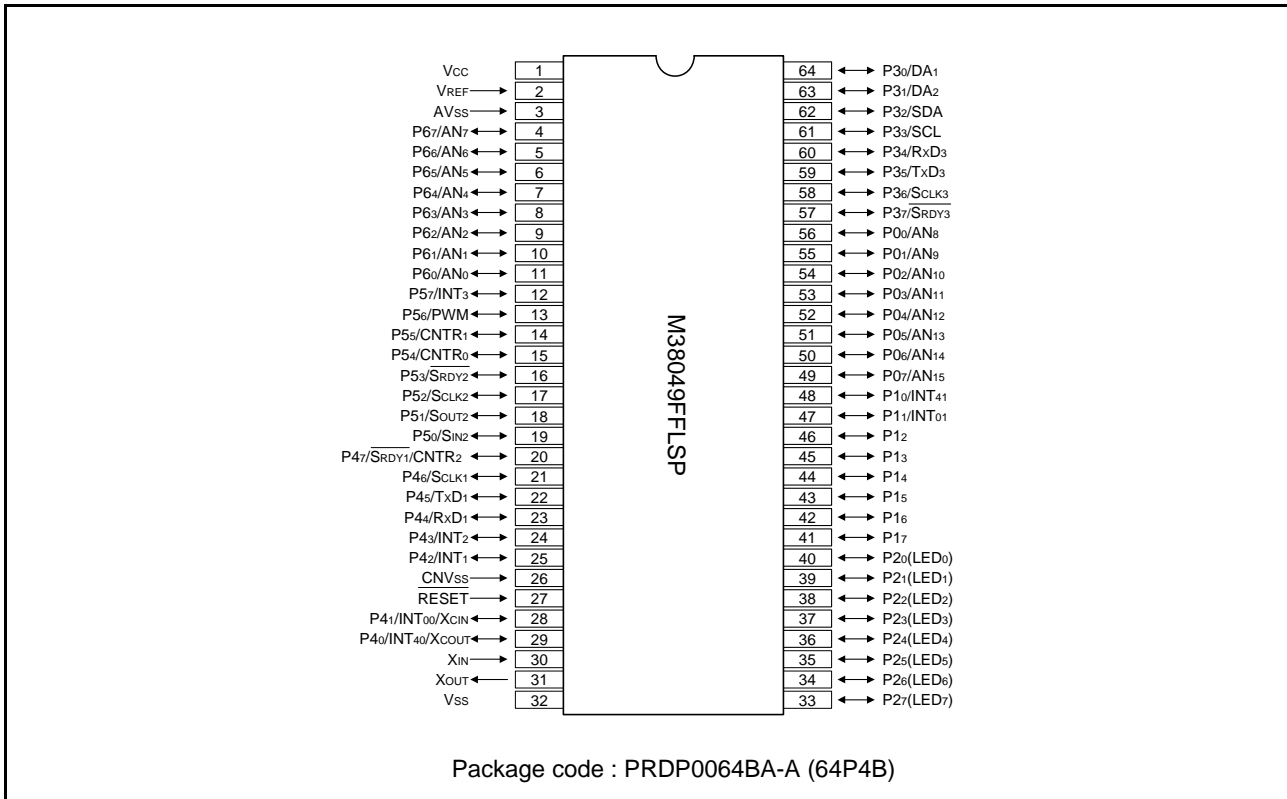 VCC 1 64 P30/DA1
VREF 2 63 P31/DA2
AVSS 3 62 P32/SDA
P67/AN7 4 61 P33/SCL
P66/AN6 5 60 P34/RXD3
P65/AN5 6 59 P35/TXD3
P64/AN4 7 58 P36/SCLK3
P63/AN3 8 57 P37/SRDY3
P62/AN2 9 56 P00/AN8
P61/AN1 10 55 P01/AN9
P60/AN0 11 54 P02/AN10
P57/INT3 12 53 P03/AN11
P56/PWM 13 52 P04/AN12
P55/CNTR1 14 51 P05/AN13
P54/CNTR0 15 50 P06/AN14
P53/SRDY2 16 49 P07/AN15
P52/SCLK2 17 48 P10/INT41
P51/SOUT2 18 47 P11/INT01
P50/SIN2 19 46 P12
P47/SRDY1/CNTR2 20 45 P13
P46/SCLK1 21 44 P14
P45/TXD1 22 43 P15
P44/RXD1 23 42 P16
P43/INT2 24 41 P17
P42/INT1 25 40 P20(LED0)
CNVSS 26 39 P21(LED1)
RESET 27 38 P22(LED2)
P41/INT00/XCIN 28 37 P23(LED3)
P40/INT40/XCOUT 29 36 P24(LED4)
XIN 30 35 P25(LED5)
XOUT 31 34 P26(LED6)
VSS 32 33 P27(LED7)
M38049FFLSP
Package code : PRDP0064BA-A (64P4B)